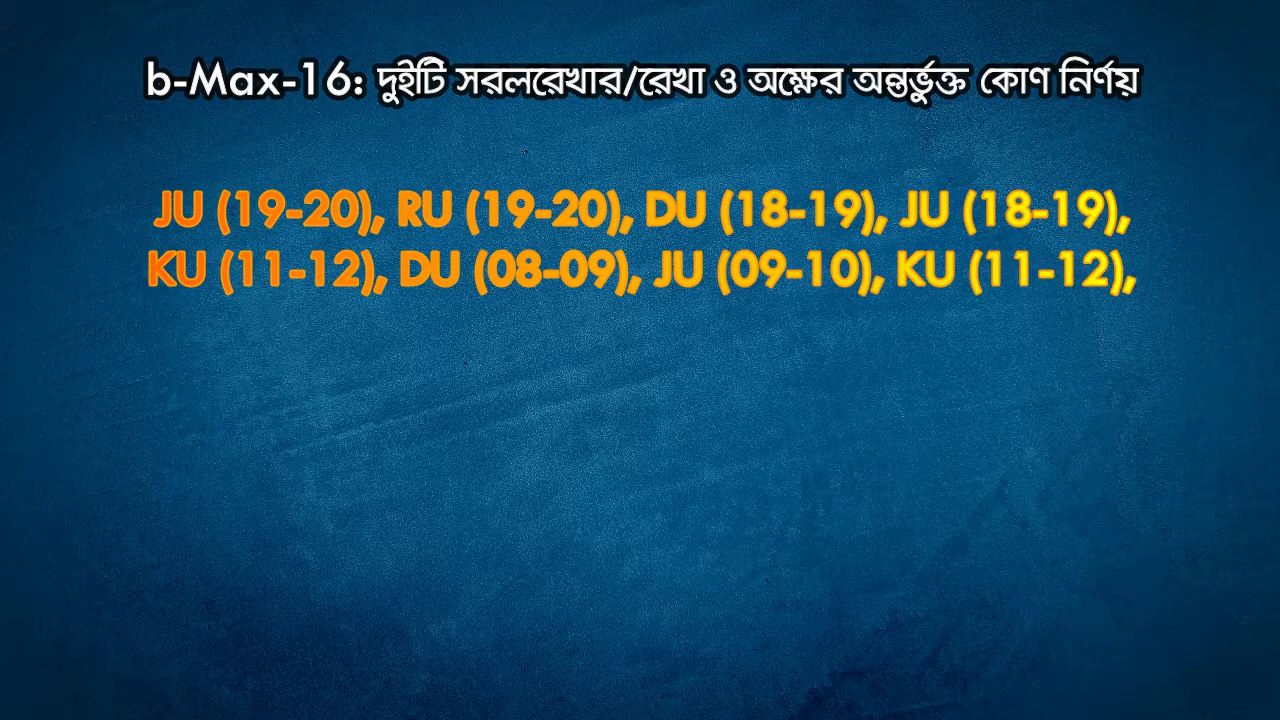 b-Max-16: দুইটি সরলরেখার/রেখা ও অক্ষের অন্তর্ভুক্ত কোণ নির্ণয়
JU (19-20), RU (19-20), DU (18-19), JU (18-19),
KU (11-12), DU (08-09), JU (09-10), KU (11-12),